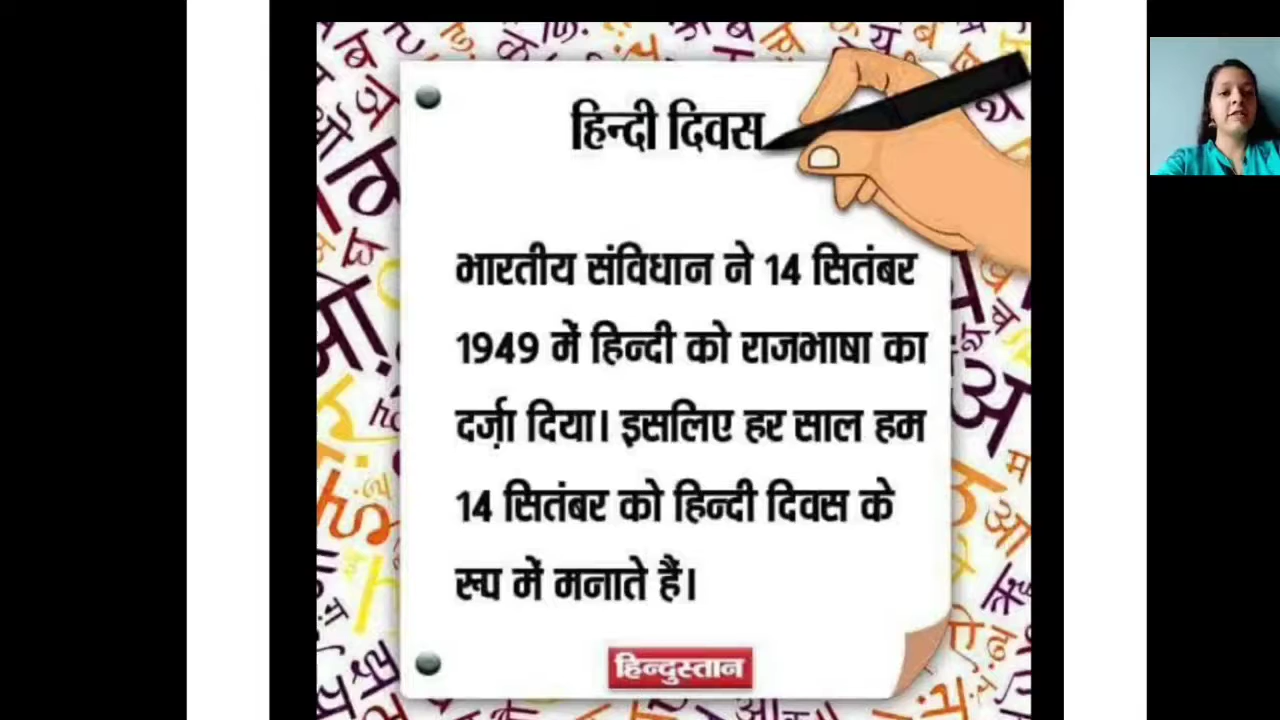 हिन्दी दिवस
भारतीय संविधान ने 14 सितंबर
1949 में हिन्दी को राजभाषा का
दर्ज़ा दिया। इसलिए हर साल हम
14 सितंबर को हिन्दी दिवस के
रुप में मनाते हैं।
हिन्दुस्तान